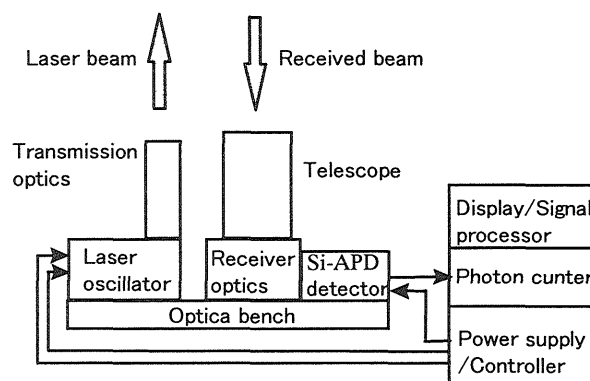 Laser beam
Received beam
Transmission
optics
Telescope
Laser
oscillator
Receiver
optics
Si-APD
detector
Optica bench
Display/Signal
processor
Photon cunter
Power supply
/Controller